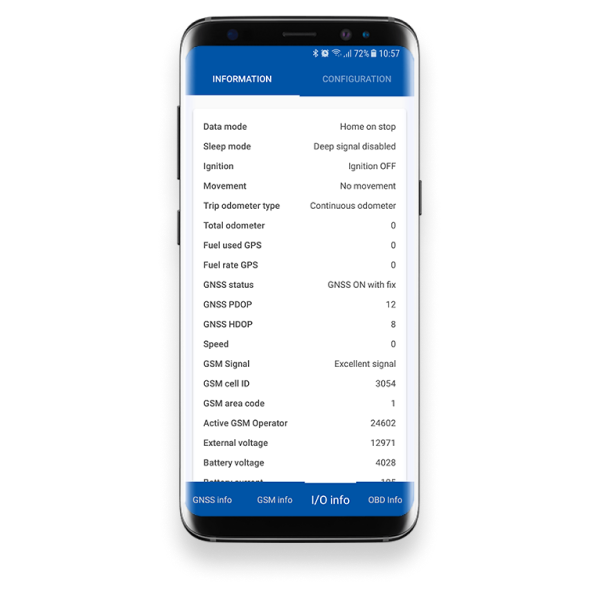 72% 10:57
INFORMATION CONFIGURATION
Data mode Home on stop
Sleep mode Deep signal disabled
Ignition Ignition OFF
Movement No movement
Trip odometer type Continuous odometer
Total odometer 0
Fuel used GPS 0
Fuel rate GPS 0
GNSS status GNSS ON with fix
GNSS PDOP 12
GNSS HDOP 8
Speed 0
GSM Signal Excellent signal
GSM cell ID 3054
GSM area code 1
Active GSM Operator 24602
External voltage 12971
Battery voltage 4028
Battery current
GNSS info GSM info I/O info OBD Info